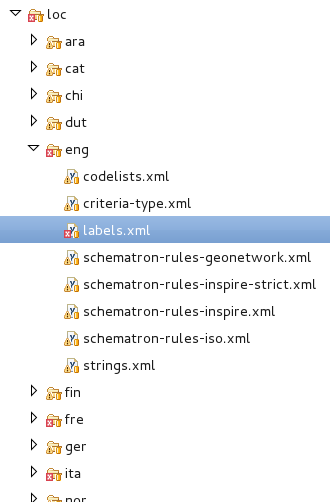 loc
ara
cat
chi
dut
eng
codelists.xml
criteria-type.xml
labels.xml
schematron-rules-geonetwork.xml
schematron-rules-inspire-strict.xml
schematron-rules-inspire.xml
schematron-rules-iso.xml
strings.xml
fin
fre
ger
ita
nor